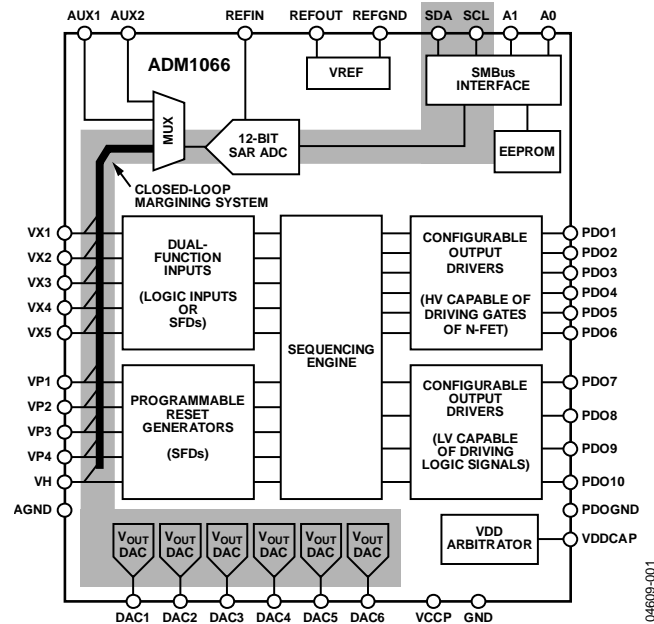 AUX1 AUX2 REFIN REFOUT REFGND SDA SCL A1 A0
ADM1066
VREF
SMBus
INTERFACE
MUX
12-BIT
SAR ADC
EEPROM
CLOSED-LOOP
MARGINING SYSTEM
VX1
VX2
VX3
VX4
VX5
VP1
VP2
VP3
VP4
VH
AGND
DUAL-
FUNCTION
INPUTS
(LOGIC INPUTS
OR
SFDs)
PROGRAMMABLE
RESET
GENERATORS
(SFDs)
SEQUENCING
ENGINE
CONFIGURABLE
OUTPUT
DRIVERS
(HV CAPABLE OF
DRIVING GATES
OF N-FET)
CONFIGURABLE
OUTPUT
DRIVERS
(LV CAPABLE
OF DRIVING
LOGIC SIGNALS)
PDO1
PDO2
PDO3
PDO4
PDO5
PDO6
PDO7
PDO8
PDO9
PDO10
PDOGND
VDDCAP
VDD
ARBITRATOR
VOUT VOUT VOUT VOUT VOUT VOUT
DAC DAC DAC DAC DAC DAC
DAC1 DAC2 DAC3 DAC4 DAC5 DAC6 VCCP GND
04609-001